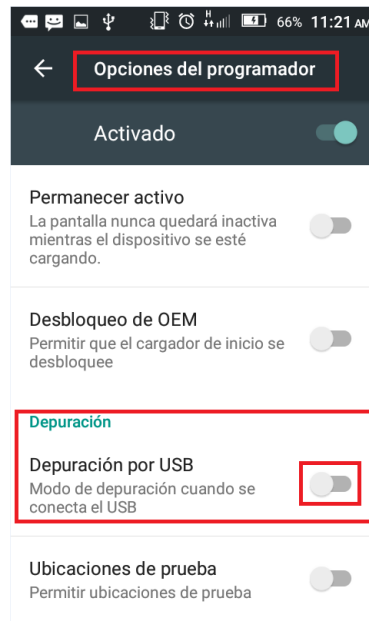 H
66% 11:21 AM
Opciones del programador
Activado
Permanecer activo
La pantalla nunca quedará inactiva
mientras el dispositivo se esté
cargando.
Desbloqueo de OEM
Permitir que el cargador de inicio se
desbloquee
Depuración
Depuración por USB
Modo de depuración cuando se
conecta el USB
Ubicaciones de prueba
Permitir ubicaciones de prueba